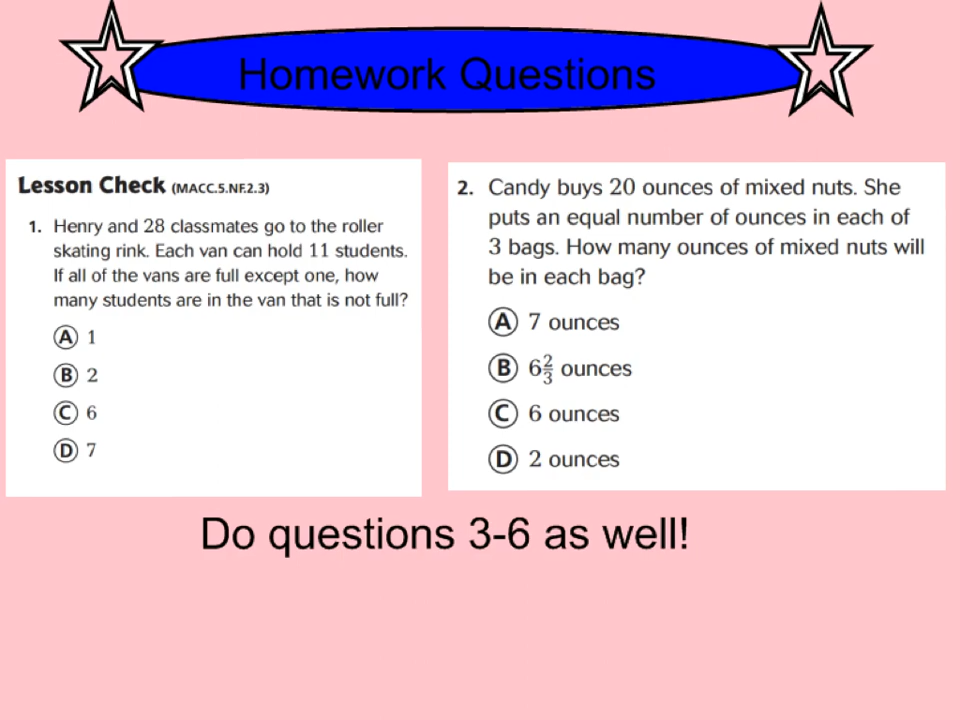 Homework Questions
Lesson Check (MACC.5.NF.2.3)
1. Henry and 28 classmates go to the roller
skating rink. Each van can hold 11 students.
If all of the vans are full except one, how
many students are in the van that is not full?
A 1
B 2
C 6
D 7
2. Candy buys 20 ounces of mixed nuts. She
puts an equal number of ounces in each of
3 bags. How many ounces of mixed nuts will
be in each bag?
A 7 ounces
B 6 2/3 ounces
C 6 ounces
D 2 ounces
Do questions 3-6 as well!